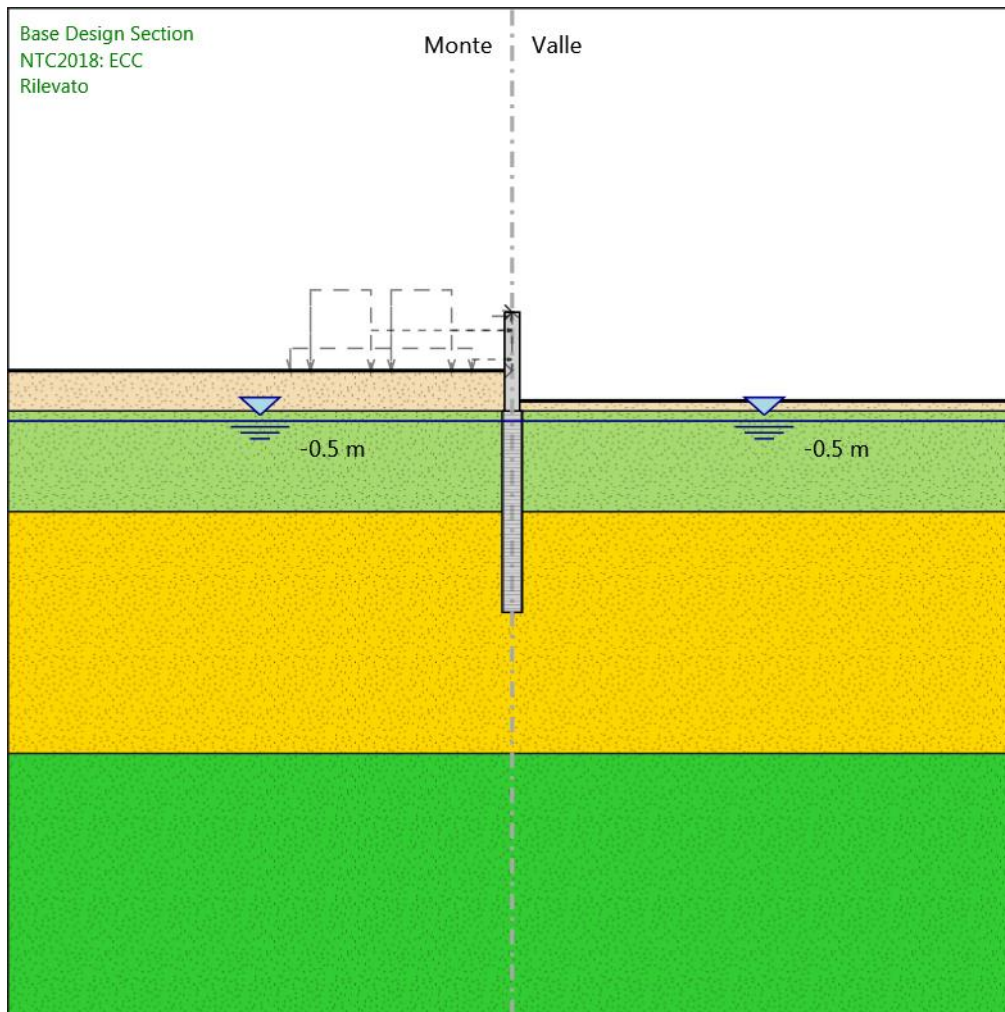 Base Design Section
NTC2018: ECC
Rilevato
Monte Valle
-0.5 m -0.5 m